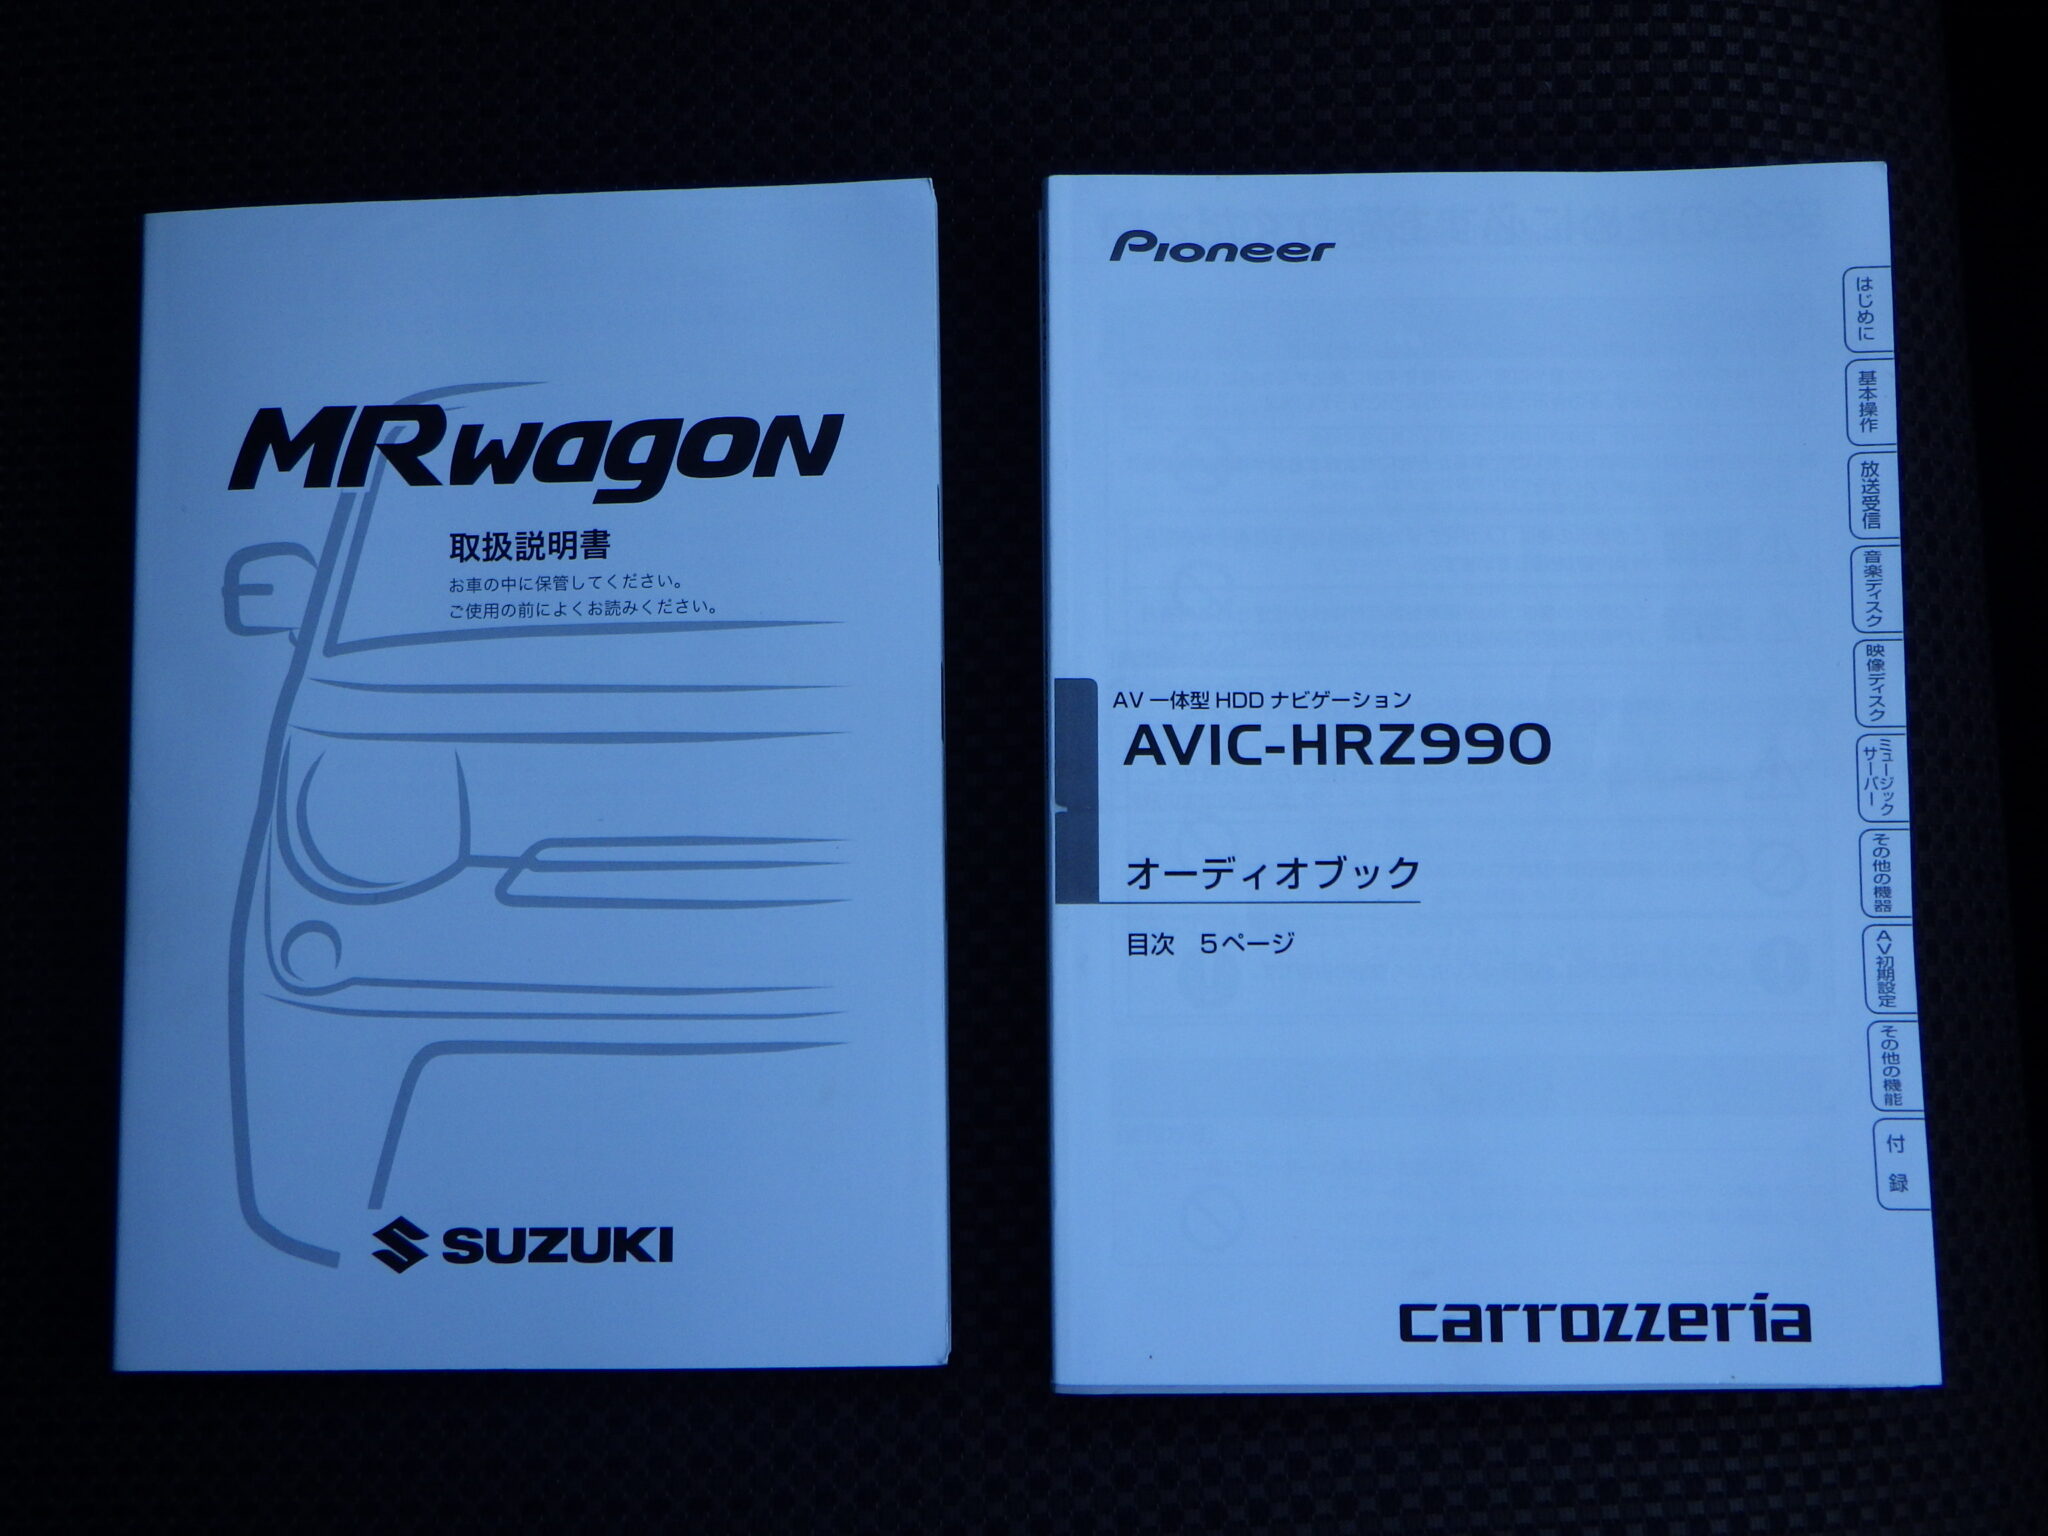 MRwagon
取扱説明書
お車の中に保管してください。
ご使用の前によくお読みください。
SUZUKI
Pioneer
AV一体型HDDナビゲーション
AVIC-HRZ990
オーディオブック
目次 5ページ
carrozzeria
はじめに
基本操作
放送受信
音楽ディスク
映像ディスク
ミュージック
サーバー
その他の機器
AV初期設定
その他の機能
付録